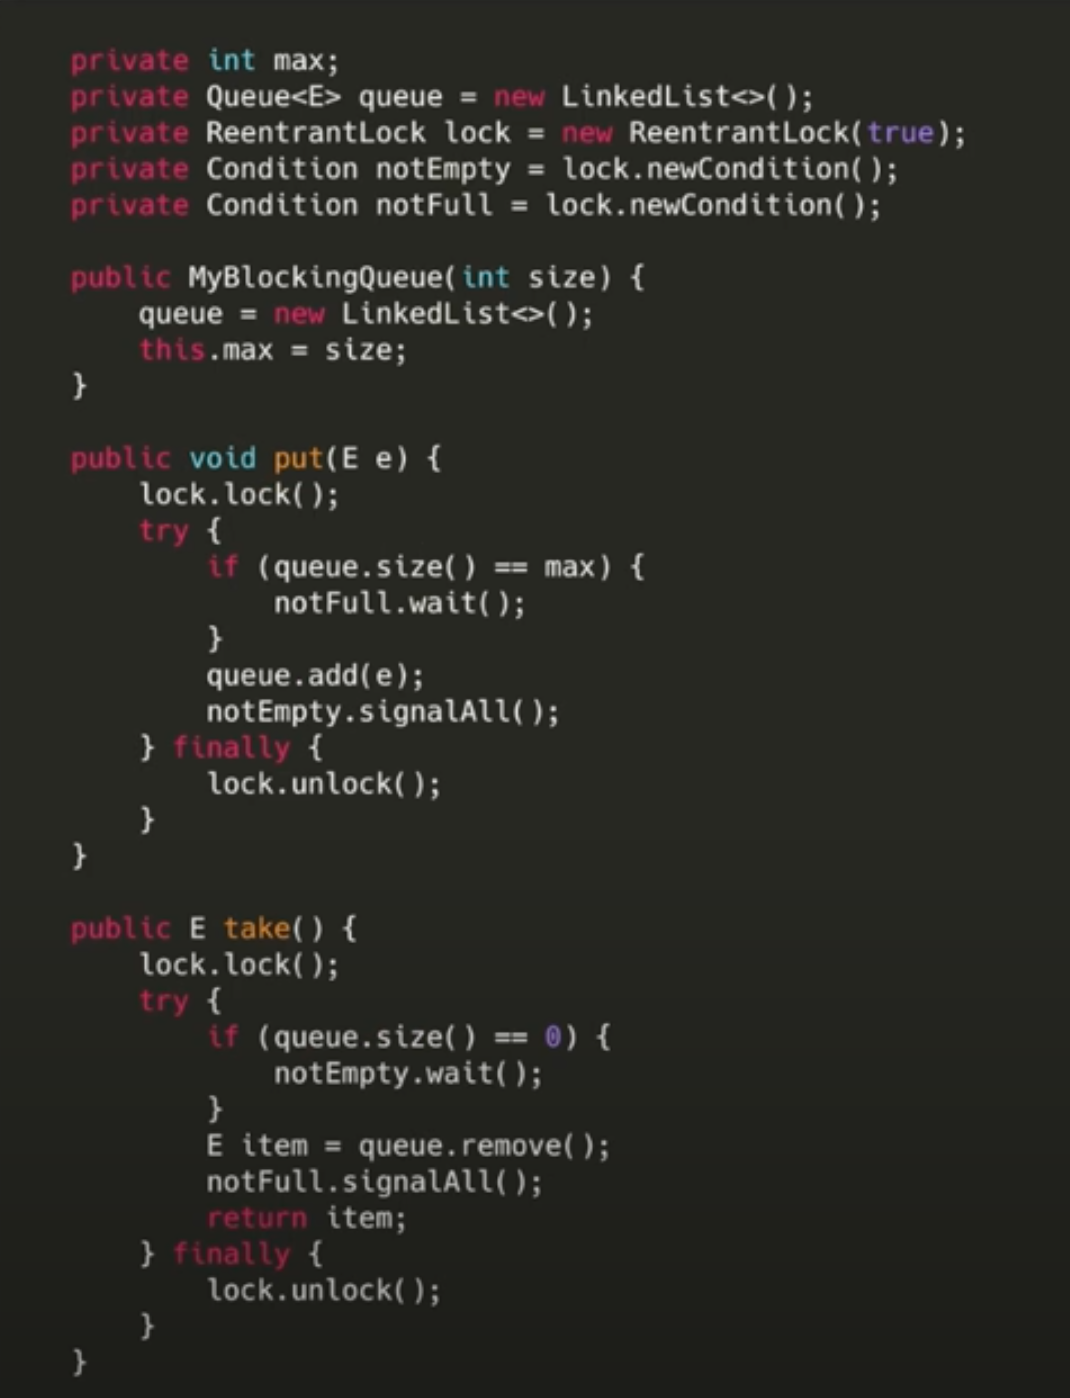 private int max;
private Queue<E> queue = new LinkedList<>();
private ReentrantLock lock = new ReentrantLock(true);
private Condition notEmpty = lock.newCondition();
private Condition notFull = lock.newCondition();

public MyBlockingQueue(int size) {
    queue = new LinkedList<>();
    this.max = size;
}

public void put(E e) {
    lock.lock();
    try {
        if (queue.size() == max) {
            notFull.wait();
        }
        queue.add(e);
        notEmpty.signalAll();
    } finally {
        lock.unlock();
    }
}

public E take() {
    lock.lock();
    try {
        if (queue.size() == 0) {
            notEmpty.wait();
        }
        E item = queue.remove();
        notFull.signalAll();
        return item;
    } finally {
        lock.unlock();
    }
}